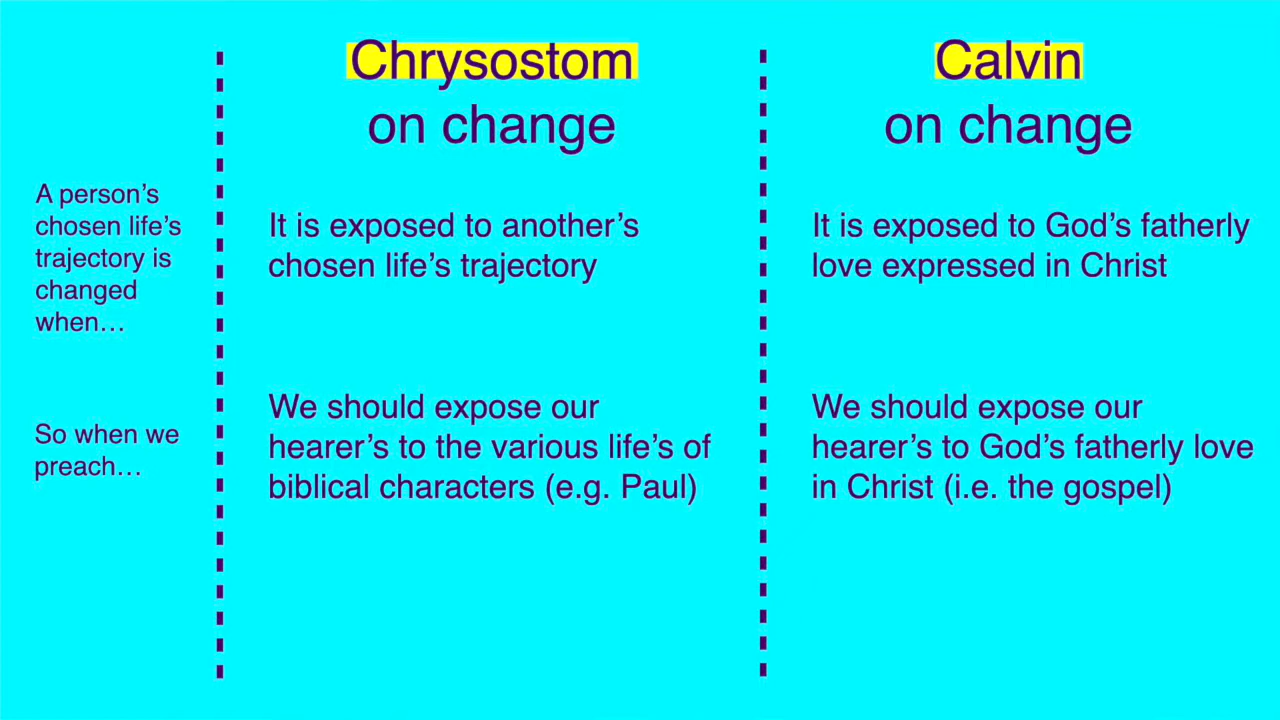 Chrysostom
on change
Calvin
on change
A person’s
chosen life’s
trajectory is
changed
when…
It is exposed to another’s
chosen life’s trajectory
It is exposed to God’s fatherly
love expressed in Christ
So when we
preach…
We should expose our
hearer’s to the various life’s of
biblical characters (e.g. Paul)
We should expose our
hearer’s to God’s fatherly love
in Christ (i.e. the gospel)